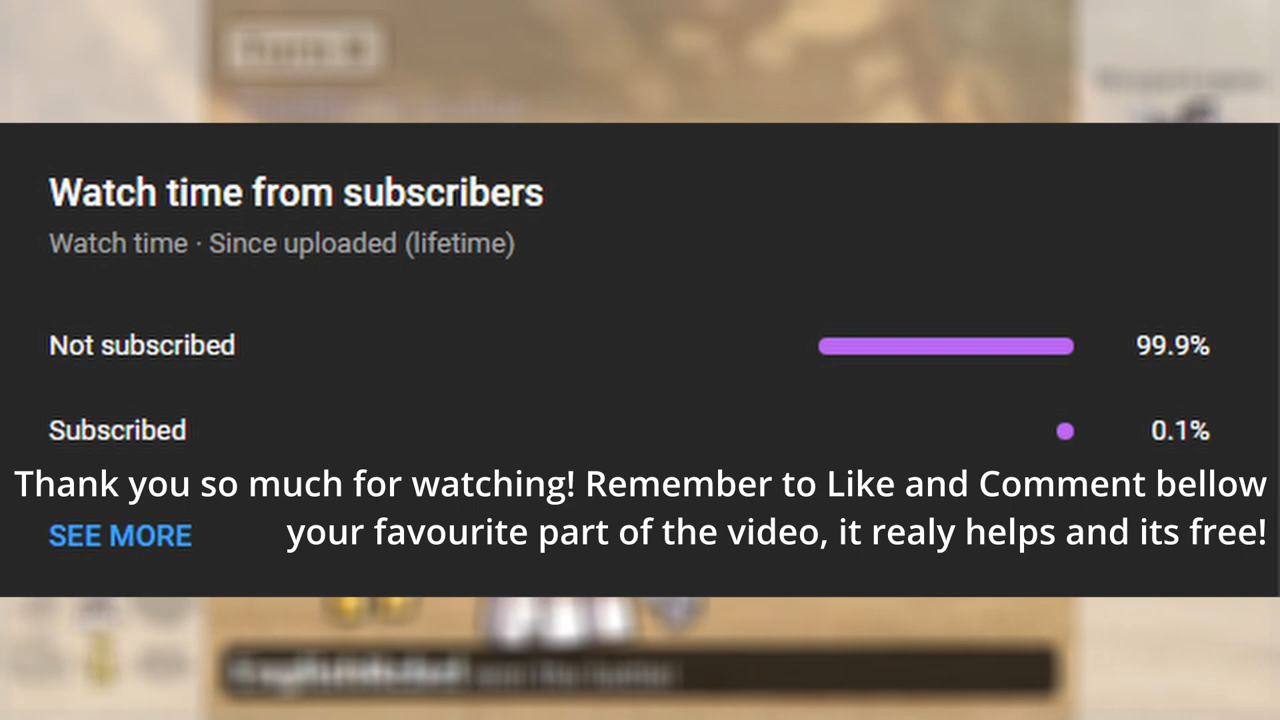 Watch time from subscribers
Watch time · Since uploaded (lifetime)
Not subscribed 99.9%
Subscribed 0.1%
Thank you so much for watching! Remember to Like and Comment bellow
SEE MORE your favourite part of the video, it realy helps and its free!